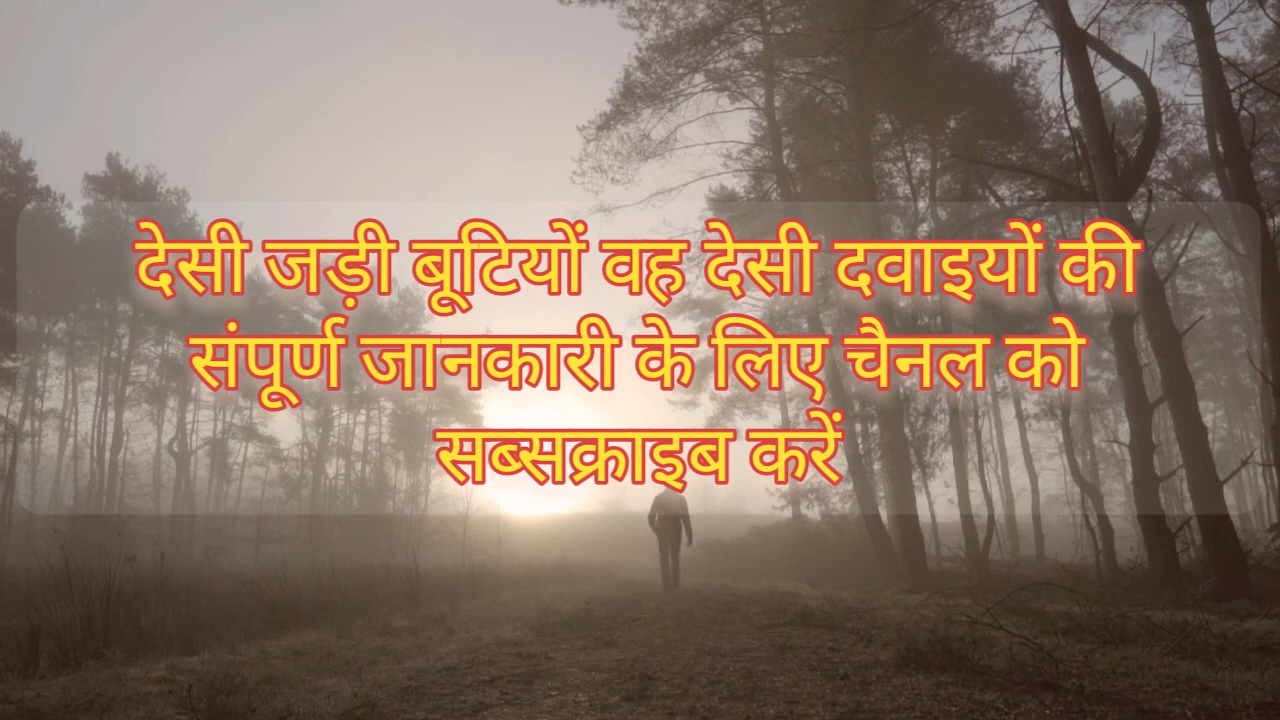 देसी जड़ी बूटियों वह देसी दवाइयों की
संपूर्ण जानकारी के लिए चैनल को
सब्सक्राइब करें